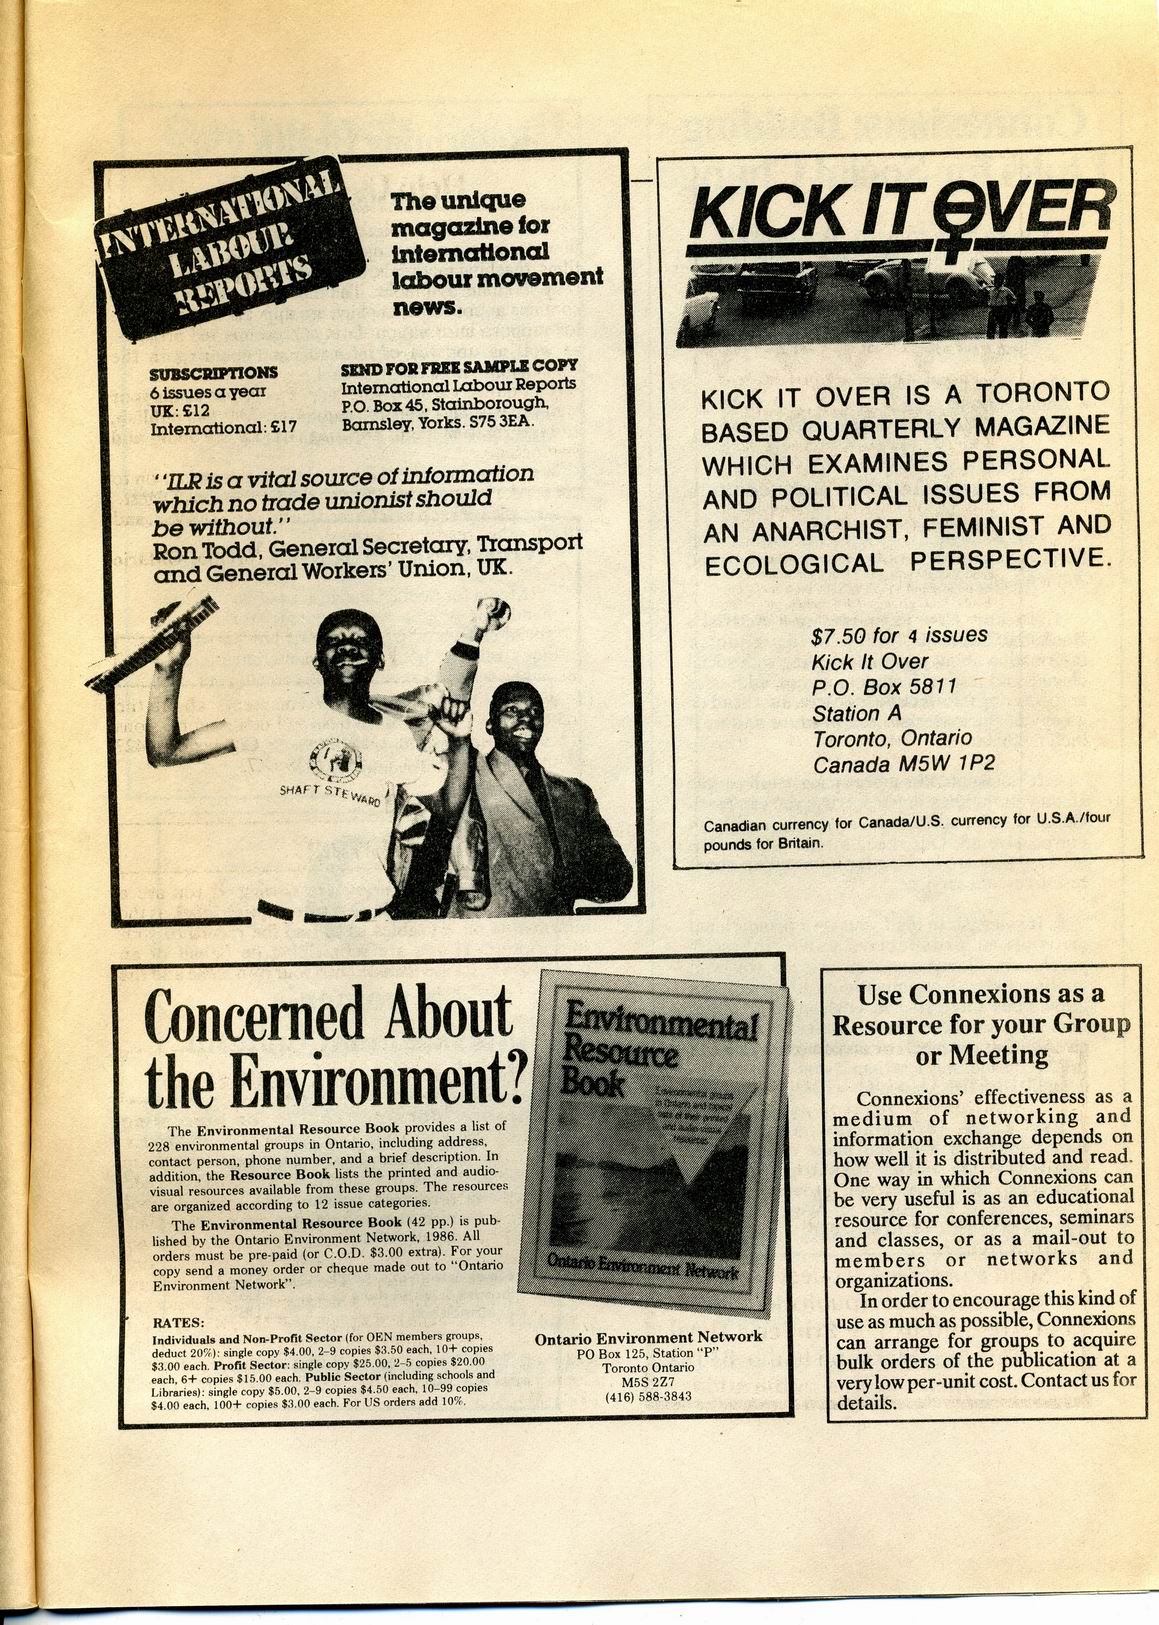 INTERNATIONAL
LABOUR
REPORTS
The unique
magazine for
international
labour movement
news.
SUBSCRIPTIONS
6 issues a year
UK: £12
International: £17
SEND FOR FREE SAMPLE COPY
International Labour Reports
P.O. Box 45, Stainborough,
Barnsley, Yorks. S75 3EA.
"ILR is a vital source of information
which no trade unionist should
be without."
Ron Todd, General Secretary, Transport
and General Workers' Union, UK.
SHAFT STEWARD
KICK IT OVER
KICK IT OVER IS A TORONTO
BASED QUARTERLY MAGAZINE
WHICH EXAMINES PERSONAL
AND POLITICAL ISSUES FROM
AN ANARCHIST, FEMINIST AND
ECOLOGICAL PERSPECTIVE.
$7.50 for 4 issues
Kick It Over
P.O. Box 5811
Station A
Toronto, Ontario
Canada M5W 1P2
Canadian currency for Canada/U.S. currency for U.S.A./four
pounds for Britain.
Concerned About
the Environment?
The Environmental Resource Book provides a list of
228 environmental groups in Ontario, including address,
contact person, phone number, and a brief description. In
addition, the Resource Book lists the printed and audio-
visual resources available from these groups. The resources
are organized according to 12 issue categories.
The Environmental Resource Book (42 pp.) is pub-
lished by the Ontario Environment Network, 1986. All
orders must be pre-paid (or C.O.D. $3.00 extra). For your
copy send a money order or cheque made out to "Ontario
Environment Network".
RATES:
Individuals and Non-Profit Sector (for OEN members groups,
deduct 20%): single copy $4.00, 2–9 copies $3.50 each, 10+ copies
$3.00 each. Profit Sector: single copy $25.00, 2–5 copies $20.00
each, 6+ copies $15.00 each. Public Sector (including schools and
Libraries): single copy $5.00, 2–9 copies $4.50 each, 10–99 copies
$4.00 each, 100+ copies $3.00 each. For US orders add 10%.
Environmental
Resource
Book
Environmental groups
in Ontario and topical
lists of their printed
and audio-visual
resources.
Ontario Environment Network
Ontario Environment Network
PO Box 125, Station "P"
Toronto Ontario
M5S 2Z7
(416) 588-3843
Use Connexions as a
Resource for your Group
or Meeting
Connexions' effectiveness as a
medium of networking and
information exchange depends on
how well it is distributed and read.
One way in which Connexions can
be very useful is as an educational
resource for conferences, seminars
and classes, or as a mail-out to
members or networks and
organizations.
In order to encourage this kind of
use as much as possible, Connexions
can arrange for groups to acquire
bulk orders of the publication at a
very low per-unit cost. Contact us for
details.